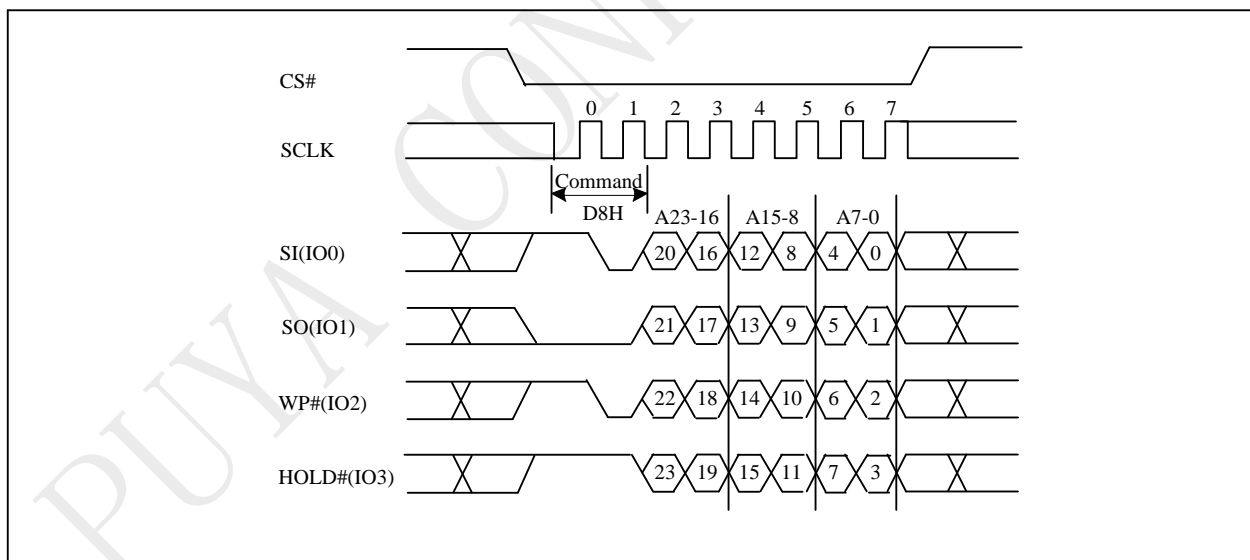 PUYA CONF
CS#
0 1 2 3 4 5 6 7
SCLK
Command
D8H
A23-16 A15-8 A7-0
SI(IO0) 20 16 12 8 4 0
SO(IO1) 21 17 13 9 5 1
WP#(IO2) 22 18 14 10 6 2
HOLD#(IO3) 23 19 15 11 7 3